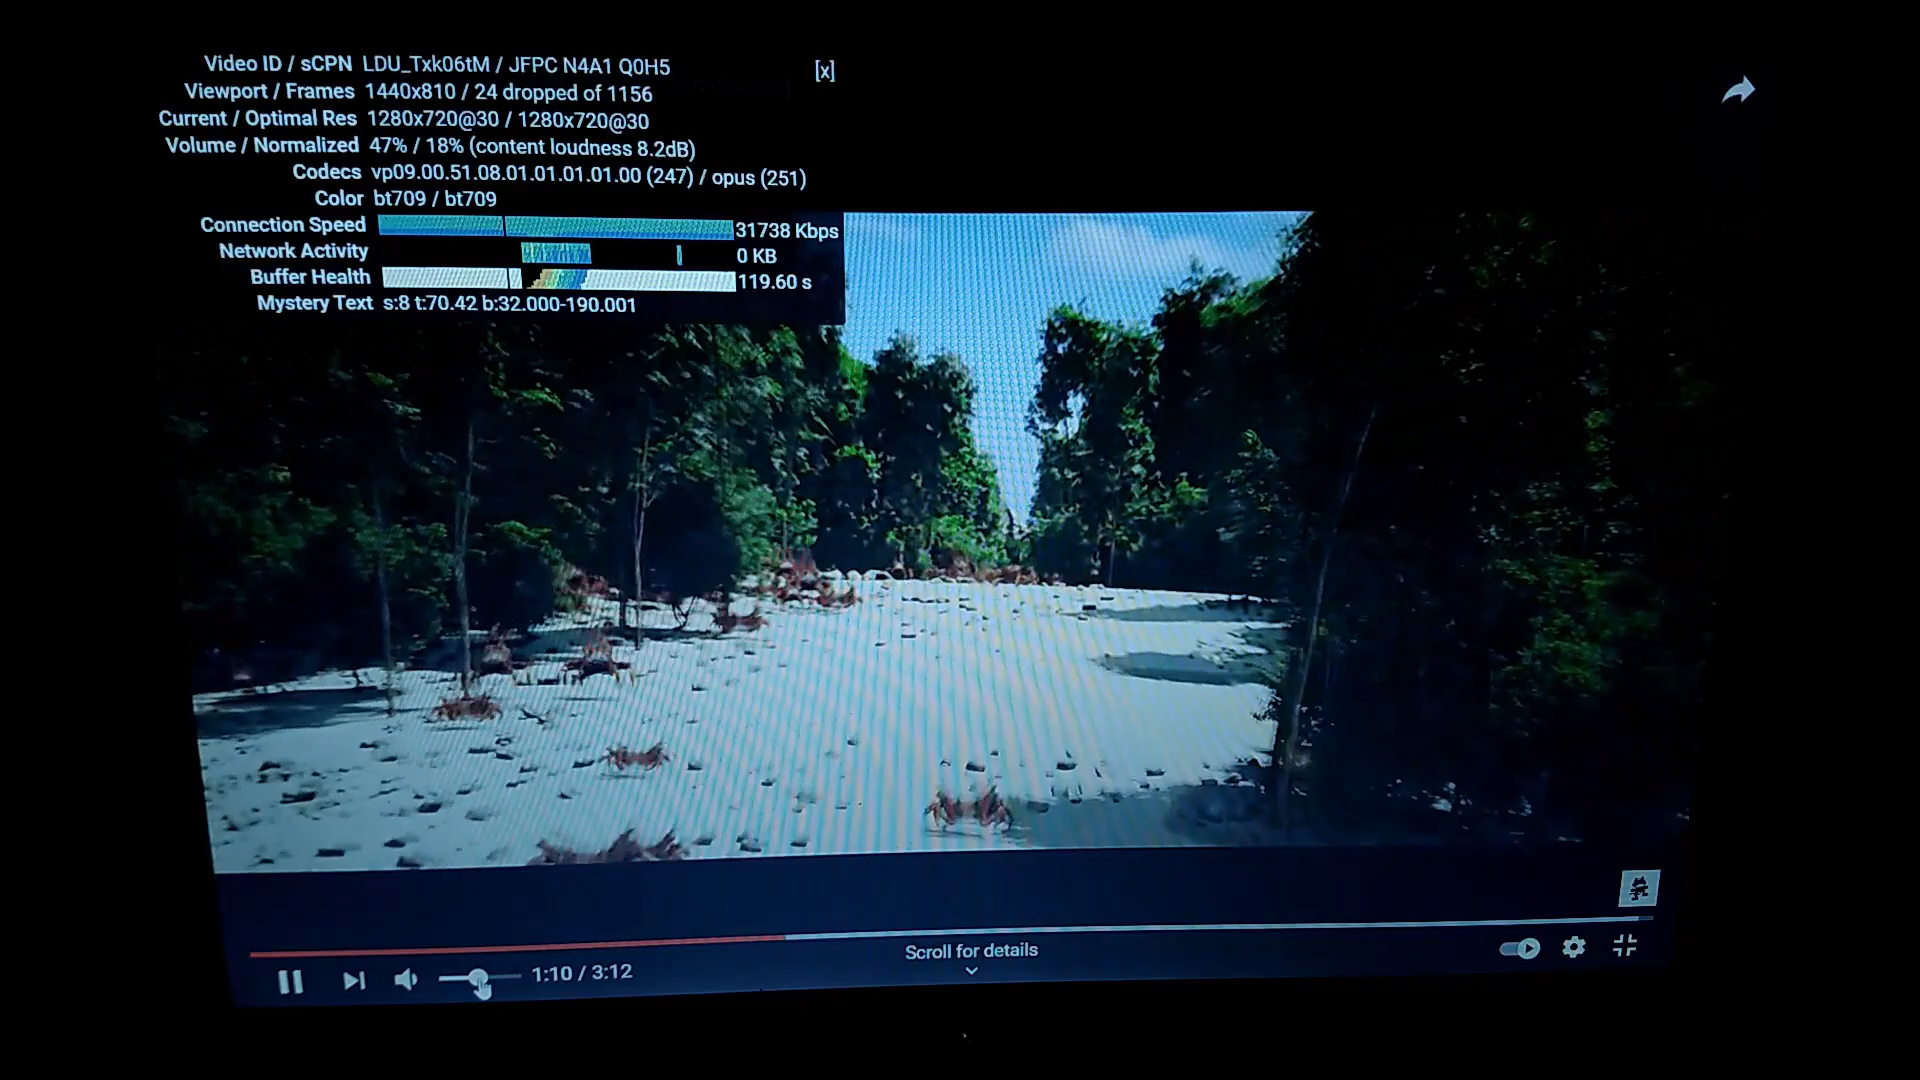 Video ID / sCPN LDU_Txk06tM / JFPC N4A1 Q0H5
[x]
Viewport / Frames 1440x810 / 24 dropped of 1156
Current / Optimal Res 1280x720@30 / 1280x720@30
Volume / Normalized 47% / 18% (content loudness 8.2dB)
Codecs vp09.00.51.08.01.01.01.01.00 (247) / opus (251)
Color bt709 / bt709
Connection Speed 31738 Kbps
Network Activity 0 KB
Buffer Health 119.60 s
Mystery Text s:8 t:70.42 b:32.000-190.001
Scroll for details
1:10 / 3:12